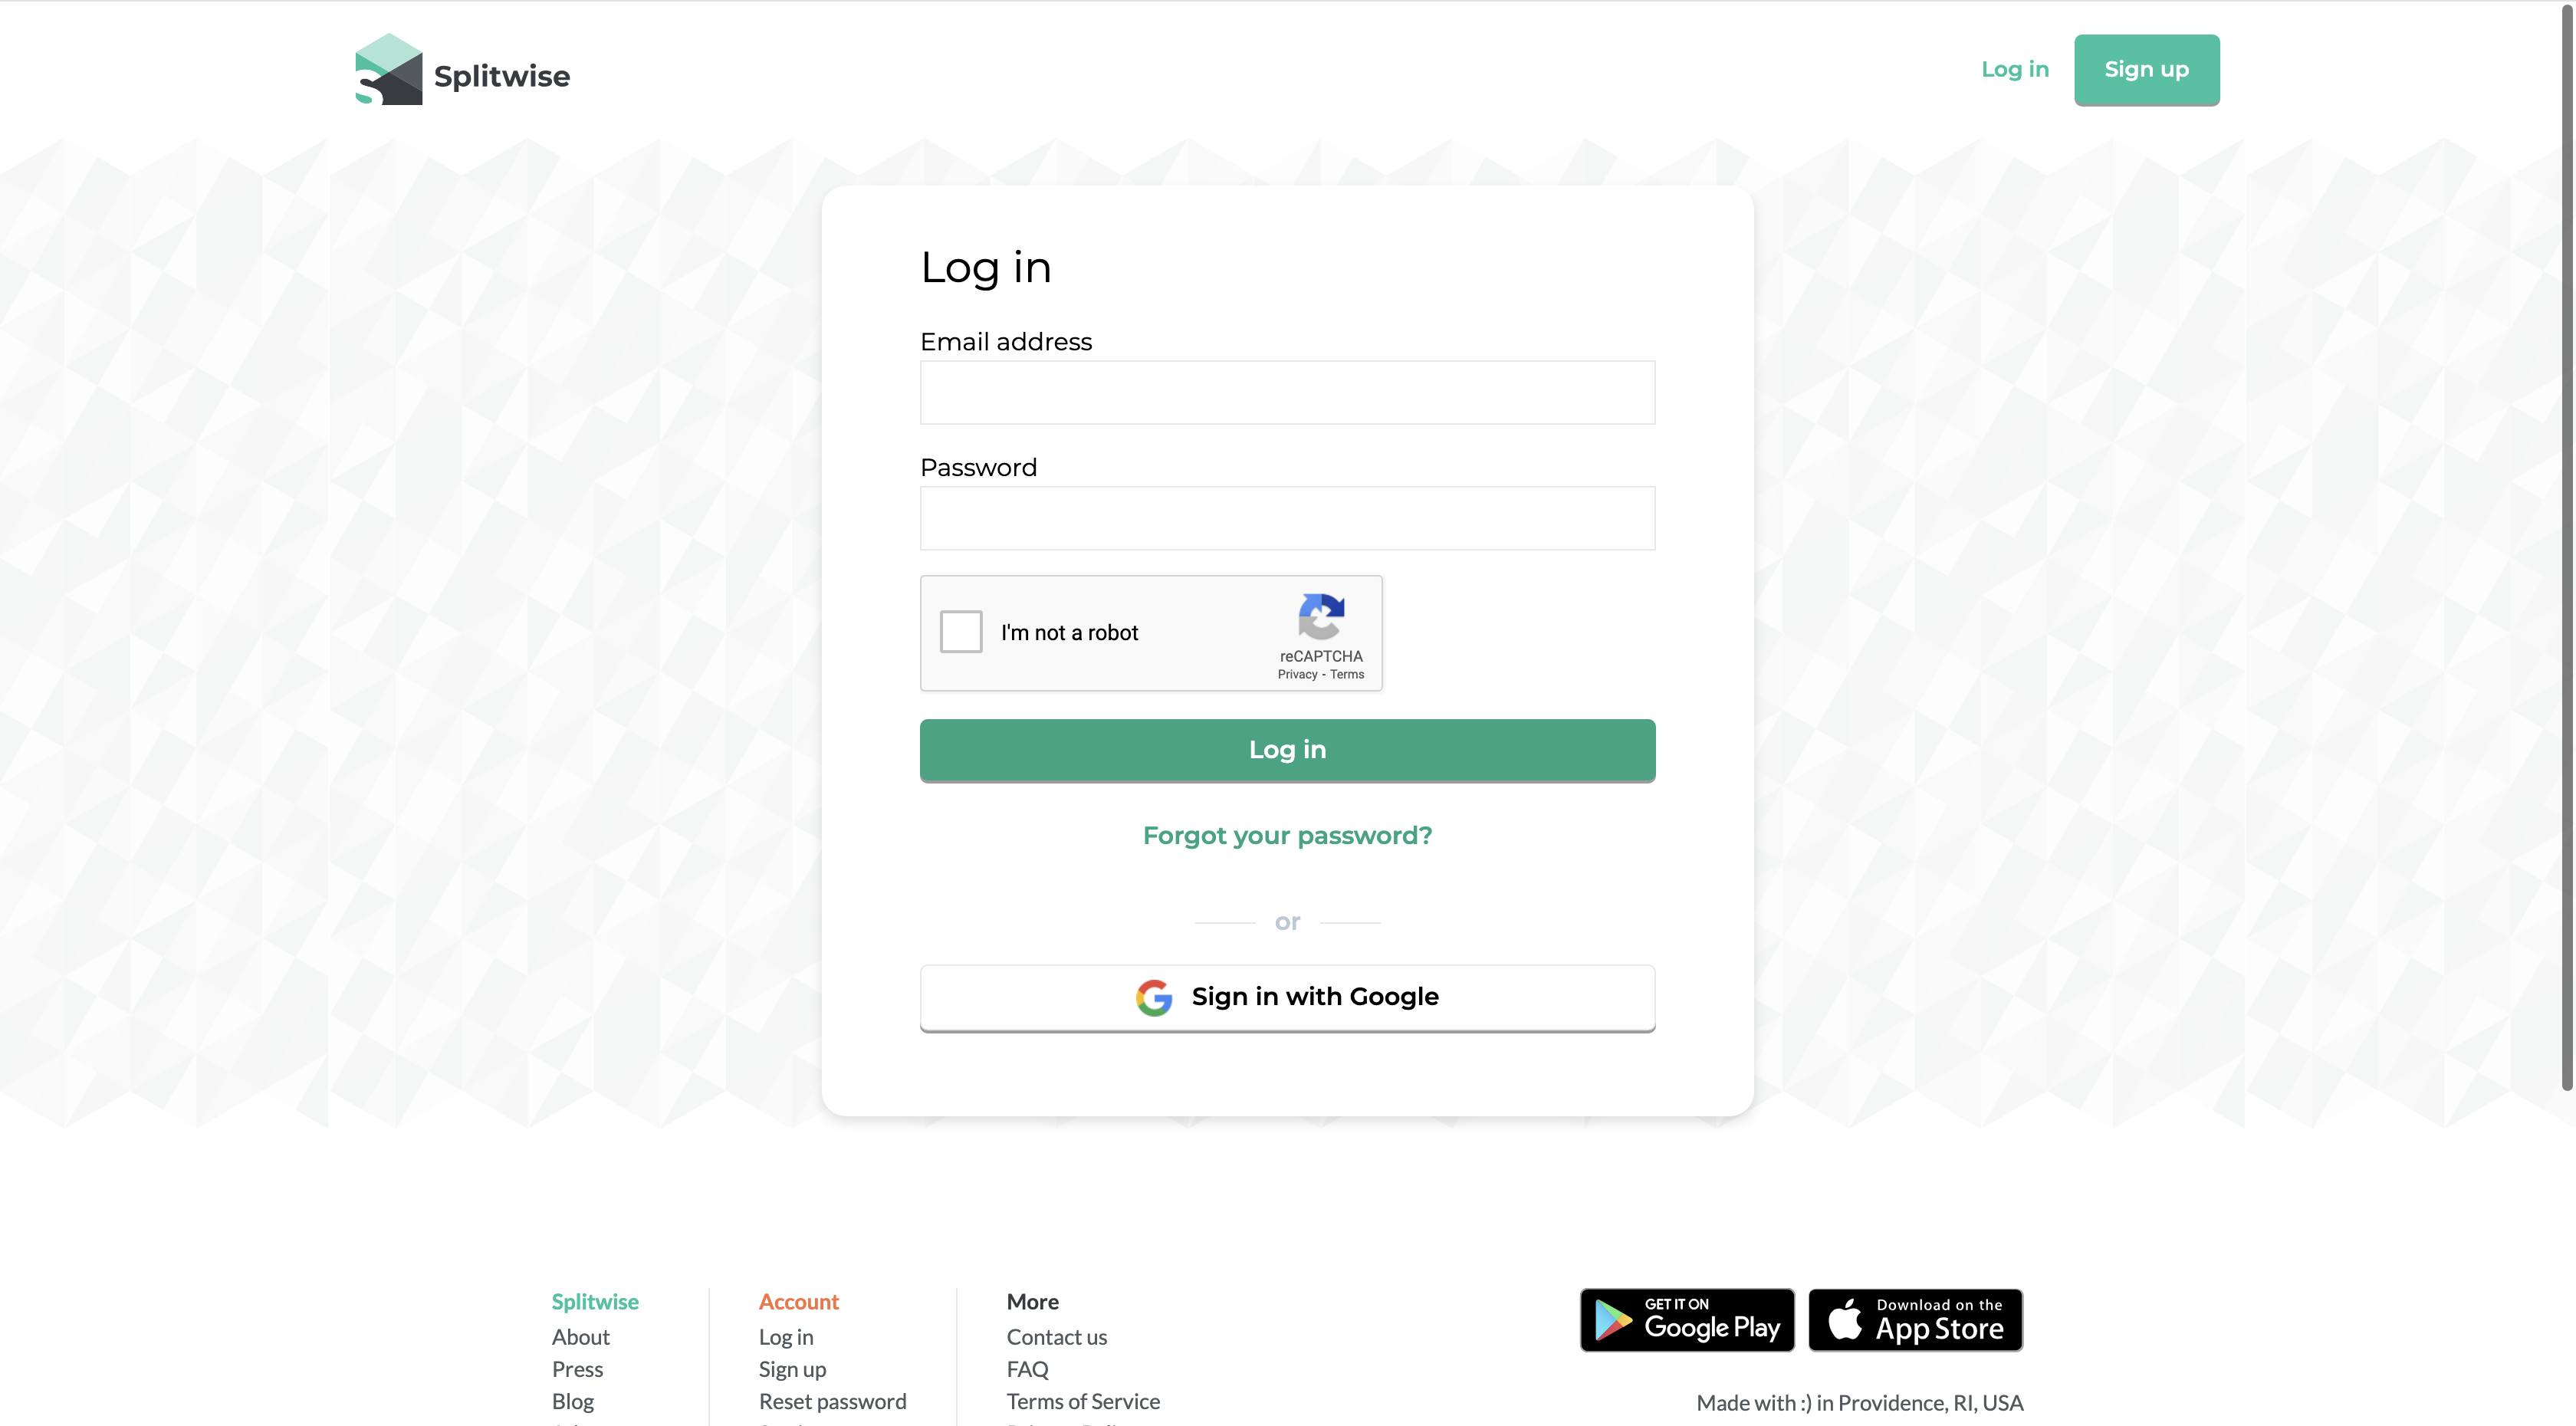 Splitwise
Log in
Sign up
Log in
Email address
Password
I'm not a robot
reCAPTCHA
Privacy - Terms
Log in
Forgot your password?
or
Sign in with Google
Splitwise
About
Press
Blog
Account
Log in
Sign up
Reset password
More
Contact us
FAQ
Terms of Service
GET IT ON
Google Play
Download on the
App Store
Made with :) in Providence, RI, USA